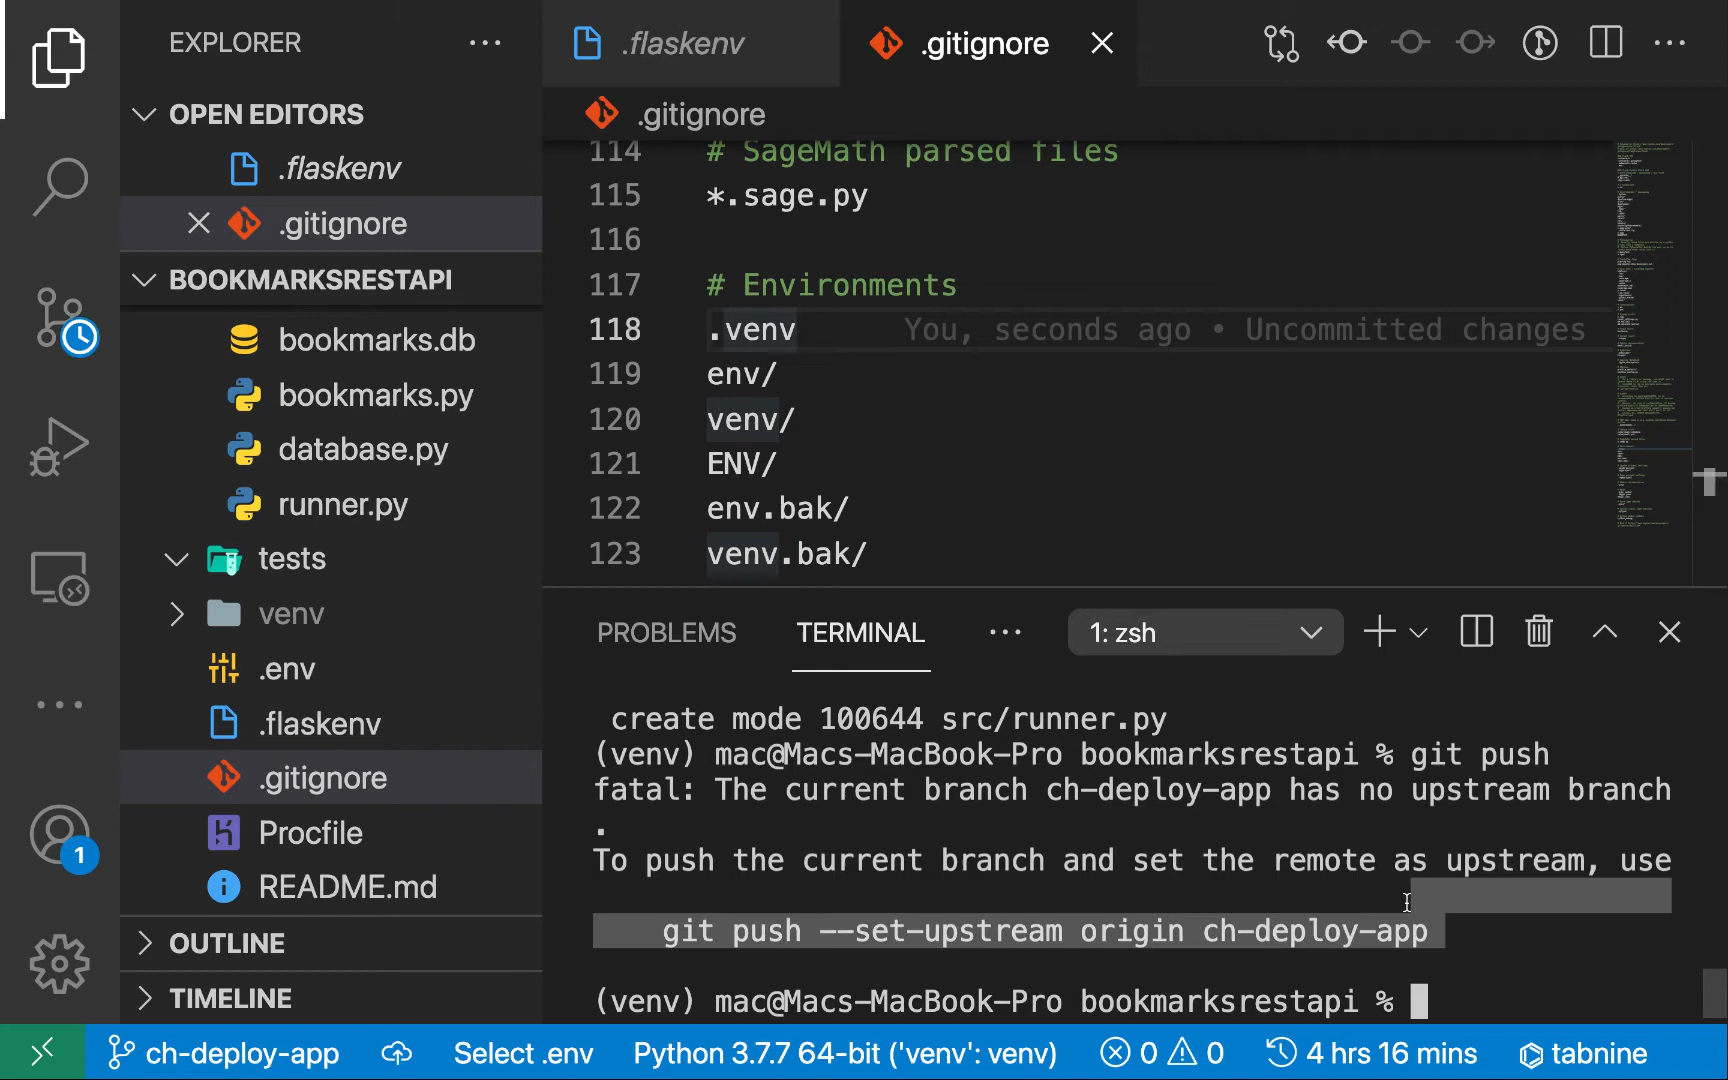 EXPLORER
OPEN EDITORS
.flaskenv
.gitignore
BOOKMARKSRESTAPI
bookmarks.db
bookmarks.py
database.py
runner.py
tests
venv
.env
.flaskenv
.gitignore
Procfile
README.md
OUTLINE
TIMELINE
1
.flaskenv
.gitignore
.gitignore
114 # SageMath parsed files
115 *.sage.py
116
117 # Environments
118 .venv You, seconds ago • Uncommitted changes
119 env/
120 venv/
121 ENV/
122 env.bak/
123 venv.bak/
PROBLEMS TERMINAL 1: zsh
create mode 100644 src/runner.py
(venv) mac@Macs-MacBook-Pro bookmarksrestapi % git push
fatal: The current branch ch-deploy-app has no upstream branch
.
To push the current branch and set the remote as upstream, use
git push --set-upstream origin ch-deploy-app
(venv) mac@Macs-MacBook-Pro bookmarksrestapi %
ch-deploy-app Select .env Python 3.7.7 64-bit ('venv': venv) 0 0 4 hrs 16 mins tabnine